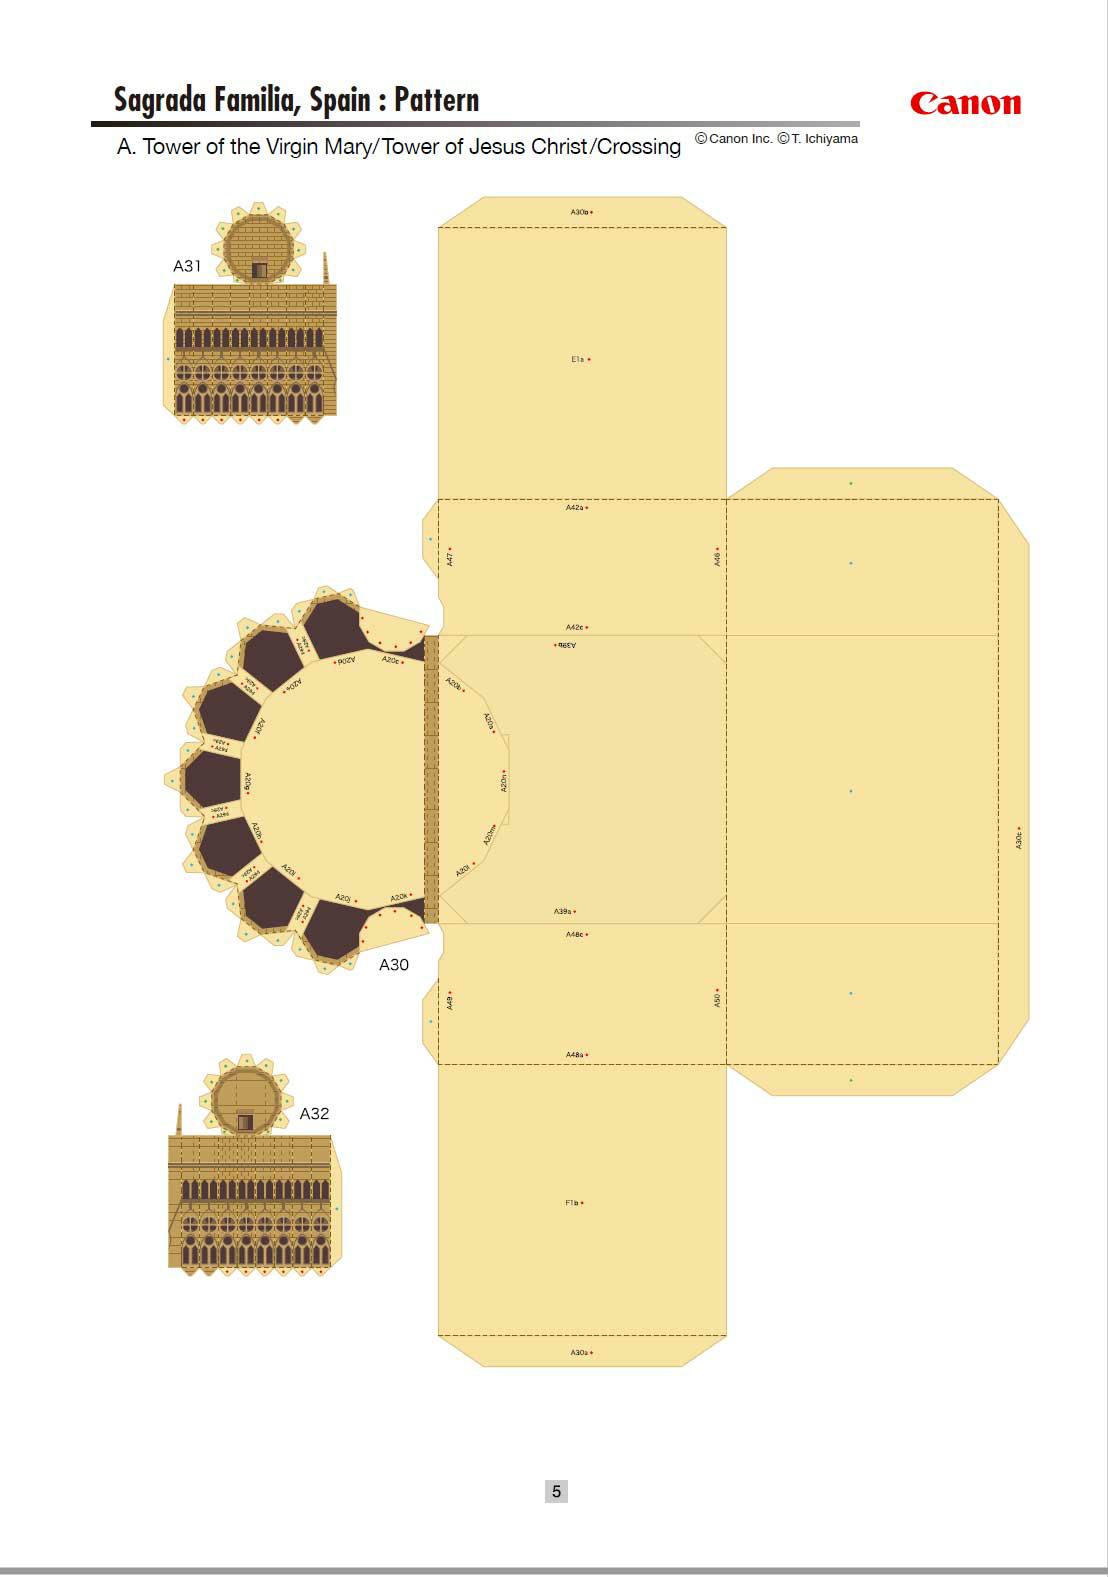 Sagrada Familia, Spain : Pattern
Canon
A. Tower of the Virgin Mary/Tower of Jesus Christ/Crossing
©Canon Inc. ©T. Ichiyama
A30b
A31
E1a
A42a
A47
A46
A42c
A39b
A20d
A20c
A20b
A20e
A20a
A20f
A20g
A20n
A20h
A20m
A30c
A20i
A20l
A20j
A20k
A39a
A48c
A30
A49
A50
A48a
A32
F1b
A30a
5